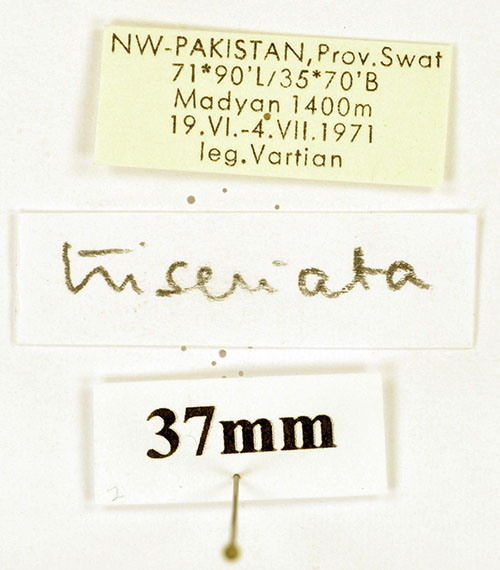 NW-PAKISTAN, Prov.Swat
71*90'L/35*70'B
Madyan 1400m
19.VI.-4.VII.1971
leg.Vartian
triseriata
37mm
2